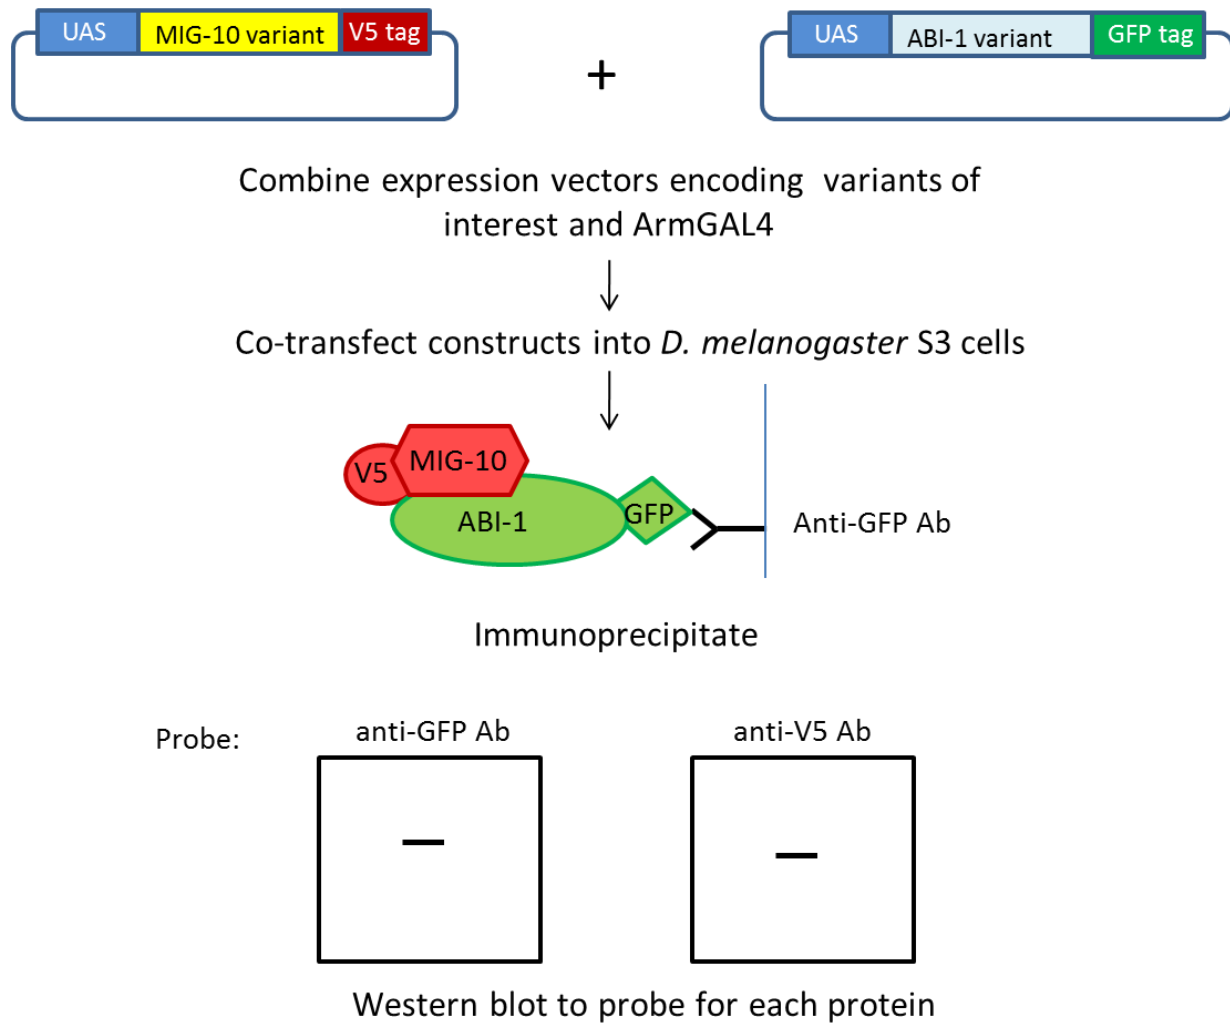 UAS MIG-10 variant V5 tag
+
UAS ABI-1 variant GFP tag
Combine expression vectors encoding variants of
interest and ArmGAL4
Co-transfect constructs into D. melanogaster S3 cells
V5 MIG-10
ABI-1 GFP
Anti-GFP Ab
Immunoprecipitate
Probe:
anti-GFP Ab
anti-V5 Ab
Western blot to probe for each protein